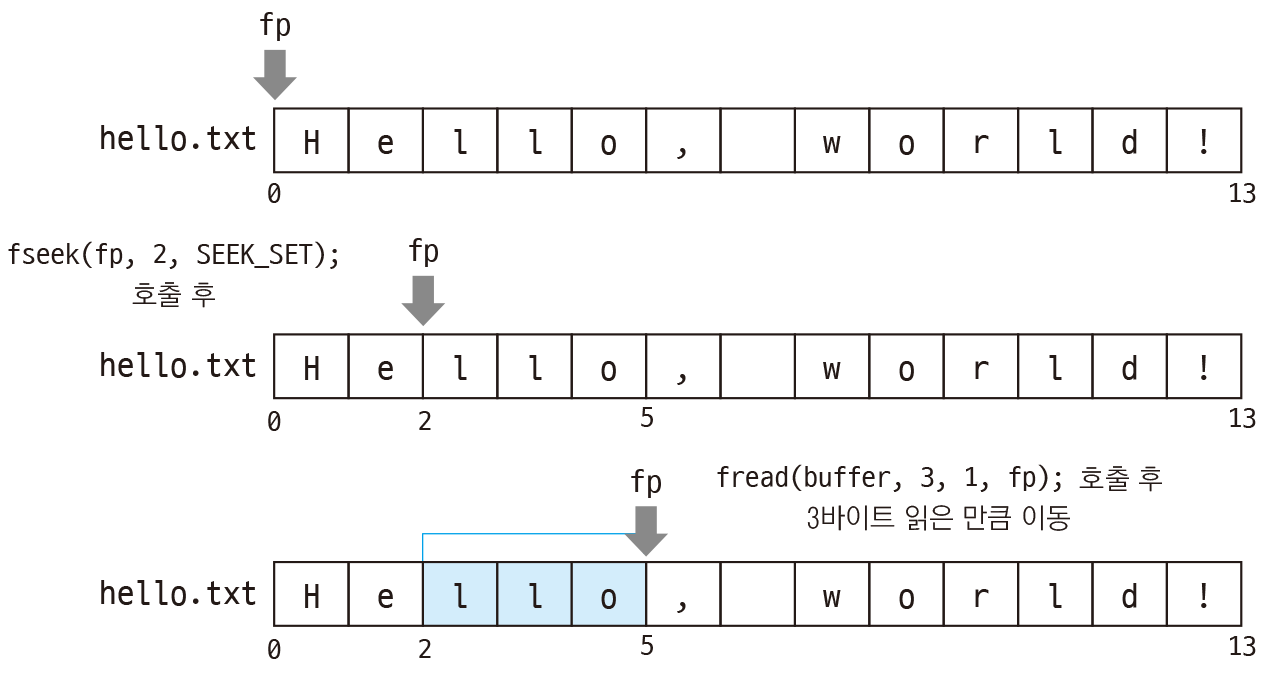 fp
hello.txt H e l l o , w o r l d !
0 13
fseek(fp, 2, SEEK_SET); fp
호출 후
hello.txt H e l l o , w o r l d !
0 2 5 13
fp fread(buffer, 3, 1, fp); 호출 후
3바이트 읽은 만큼 이동
hello.txt H e l l o , w o r l d !
0 2 5 13